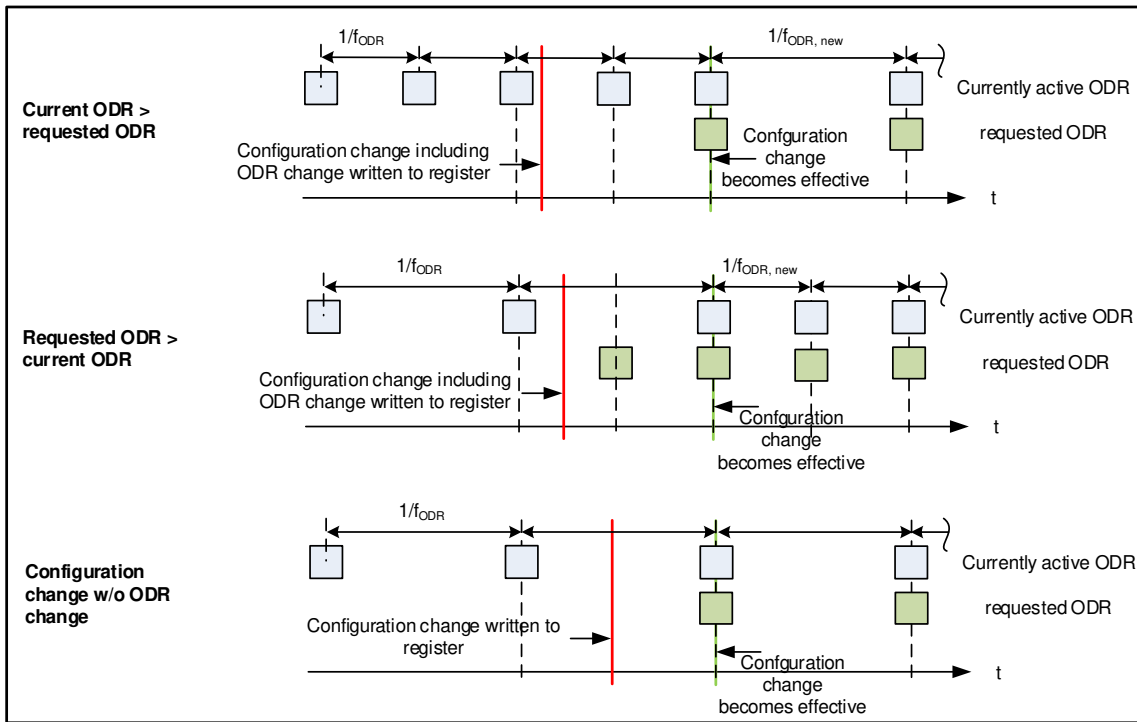 1/fODR
1/fODR, new
Current ODR >
requested ODR
Currently active ODR
requested ODR
Configuration change including
ODR change written to register
Confguration
change
becomes effective
t
1/fODR
1/fODR, new
Requested ODR >
current ODR
Currently active ODR
requested ODR
Configuration change including
ODR change written to register
Confguration
change
becomes effective
t
1/fODR
Configuration
change w/o ODR
change
Currently active ODR
requested ODR
Configuration change written to
register
Confguration
change
becomes effective
t